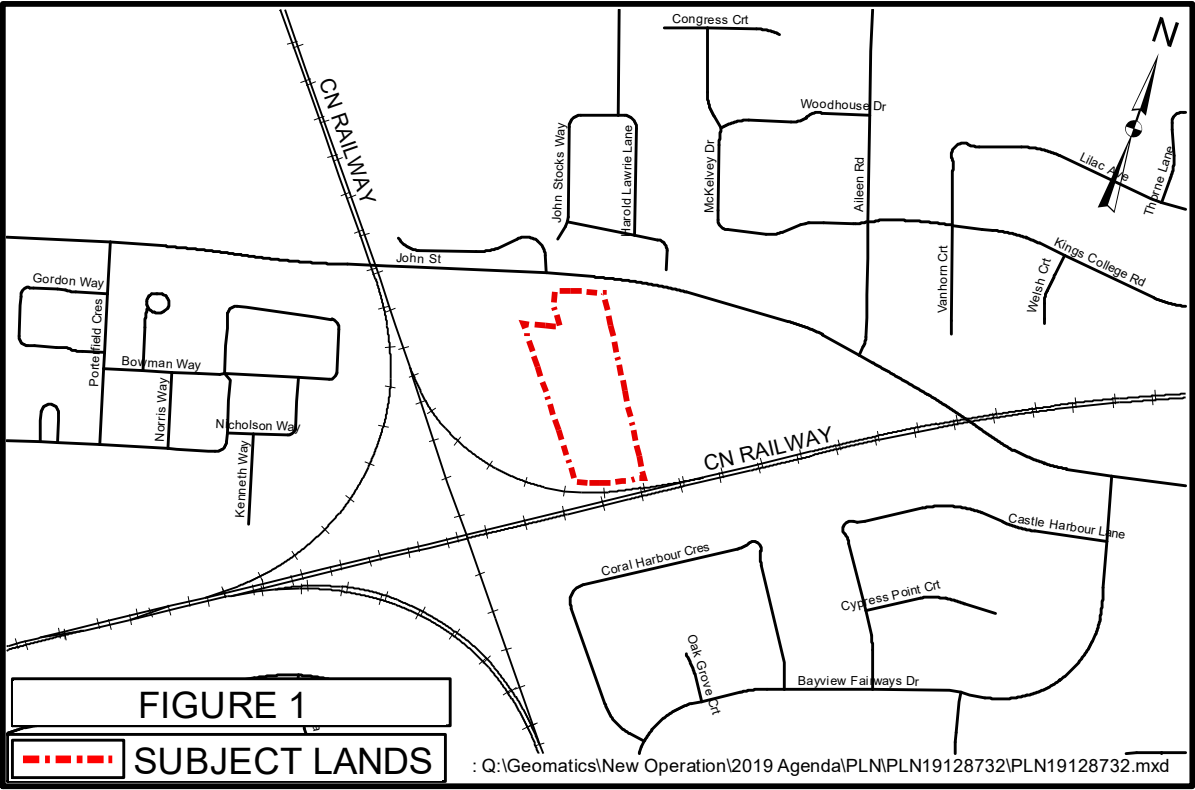 Congress Crt
N
CN RAILWAY
Woodhouse Dr
John Stocks Way
Harold Lawrie Lane
McKelvey Dr
Aileen Rd
Lilac Ave
Thorne Lane
John St
Kings College Rd
Vanhorn Crt
Welsh Crt
Gordon Way
Porterfield Cres
Bowman Way
Norris Way
Nicholson Way
Kenneth Way
CN RAILWAY
Castle Harbour Lane
Coral Harbour Cres
Cypress Point Crt
Oak Grove Crt
Bayview Fairways Dr
FIGURE 1
SUBJECT LANDS
: Q:\Geomatics\New Operation\2019 Agenda\PLN\PLN19128732\PLN19128732.mxd